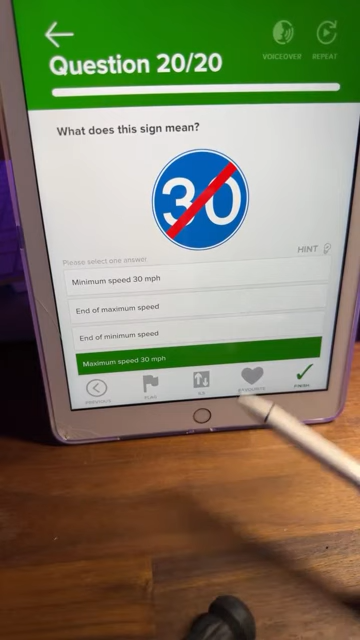 Question 20/20
VOICEOVER
REPEAT
What does this sign mean?
30
HINT
Please select one answer
Minimum speed 30 mph
End of maximum speed
End of minimum speed
Maximum speed 30 mph
PREVIOUS
FLAG
FINISH